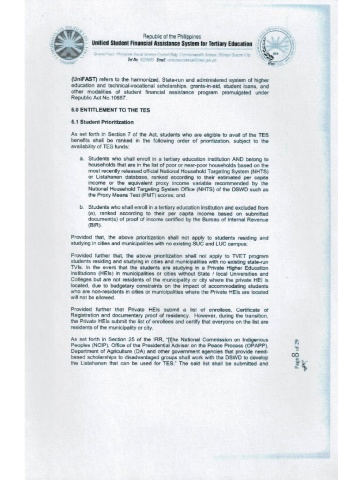 Republic of the Philippines
Unified Student Financial Assistance System for Tertiary Education
(UniFAST) refers to the harmonized, State-run and administered system of higher
education and technical-vocational scholarships, grants-in-aid, student loans, and
other modalities of student financial assistance program promulgated under
Republic Act No.10687.
5.0 ENTITLEMENT TO THE TES
5.1 Student Prioritization
As set forth in Section 7 of the Act, students who are eligible to avail of the TES
benefits shall be ranked in the following order of prioritization, subject to the
availability of TES funds:
a. Students who shall enroll in a tertiary education institution AND belong to
households that are in the list of poor or near-poor households based on the
most recently released official National Household Targeting System (NHTS)
or Listahanan database, ranked according to their estimated per capita
income or the equivalent proxy income variable recommended by the
National Household Targeting System Office (NHTS) of the DSWD such as
the Proxy Means Test (PMT) scores; and
b. Students who shall enroll in a tertiary education institution and excluded from
(a), ranked according to their per capita income based on submitted
document(s) of proof of income certified by the Bureau of Internal Revenue
(BIR).
Provided that, the above prioritization shall not apply to students residing and
studying in cities and municipalities with no existing SUC and LUC campus;
Provided further that, the above prioritization shall not apply to TVET program
students residing and studying in cities and municipalities with no existing state-run
TVIs. In the event that the students are studying in a Private Higher Education
Institutions (HEIs) in municipalities or cities without State / local Universities and
Colleges but are not residents of the municipality or city where the private HEI is
located, due to budgetary constraints on the impact of accommodating students
who are non-residents in cities or municipalities where the Private HEIs are located
will not be allowed.
Provided further that Private HEIs submit a list of enrollees, Certificate of
Registration and documentary proof of residency. However, during the transition,
the Private HEIs submit the list of enrollees and certify that everyone on the list are
residents of the municipality or city.
As set forth in Section 25 of the IRR, "[t]he National Commission on Indigenous
Peoples (NCIP), Office of the Presidential Adviser on the Peace Process (OPAPP),
Department of Agriculture (DA) and other government agencies that provide need-
based scholarships to disadvantaged groups shall work with the DSWD to develop
the Listahanan that can be used for TES." The said list shall be submitted and
Page 8 of 29